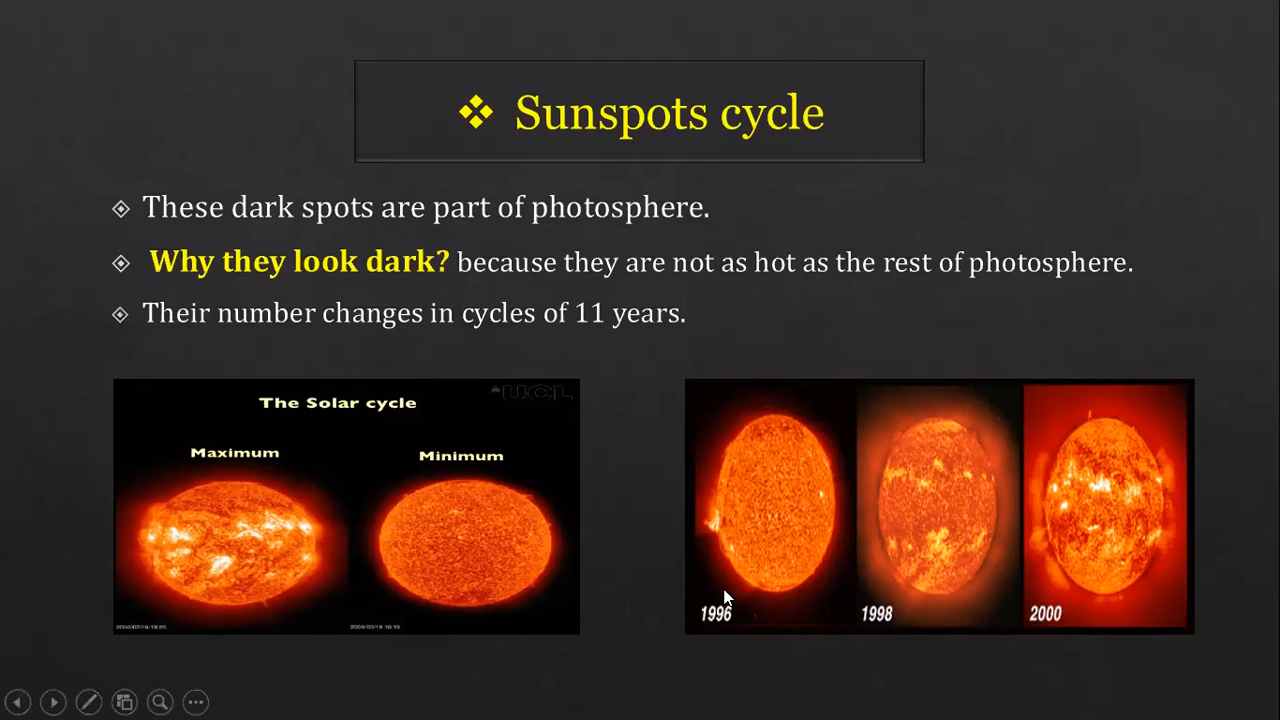 ❖ Sunspots cycle
These dark spots are part of photosphere.
Why they look dark? because they are not as hot as the rest of photosphere.
Their number changes in cycles of 11 years.
UCL
The Solar cycle
Maximum
Minimum
1996
1998
2000